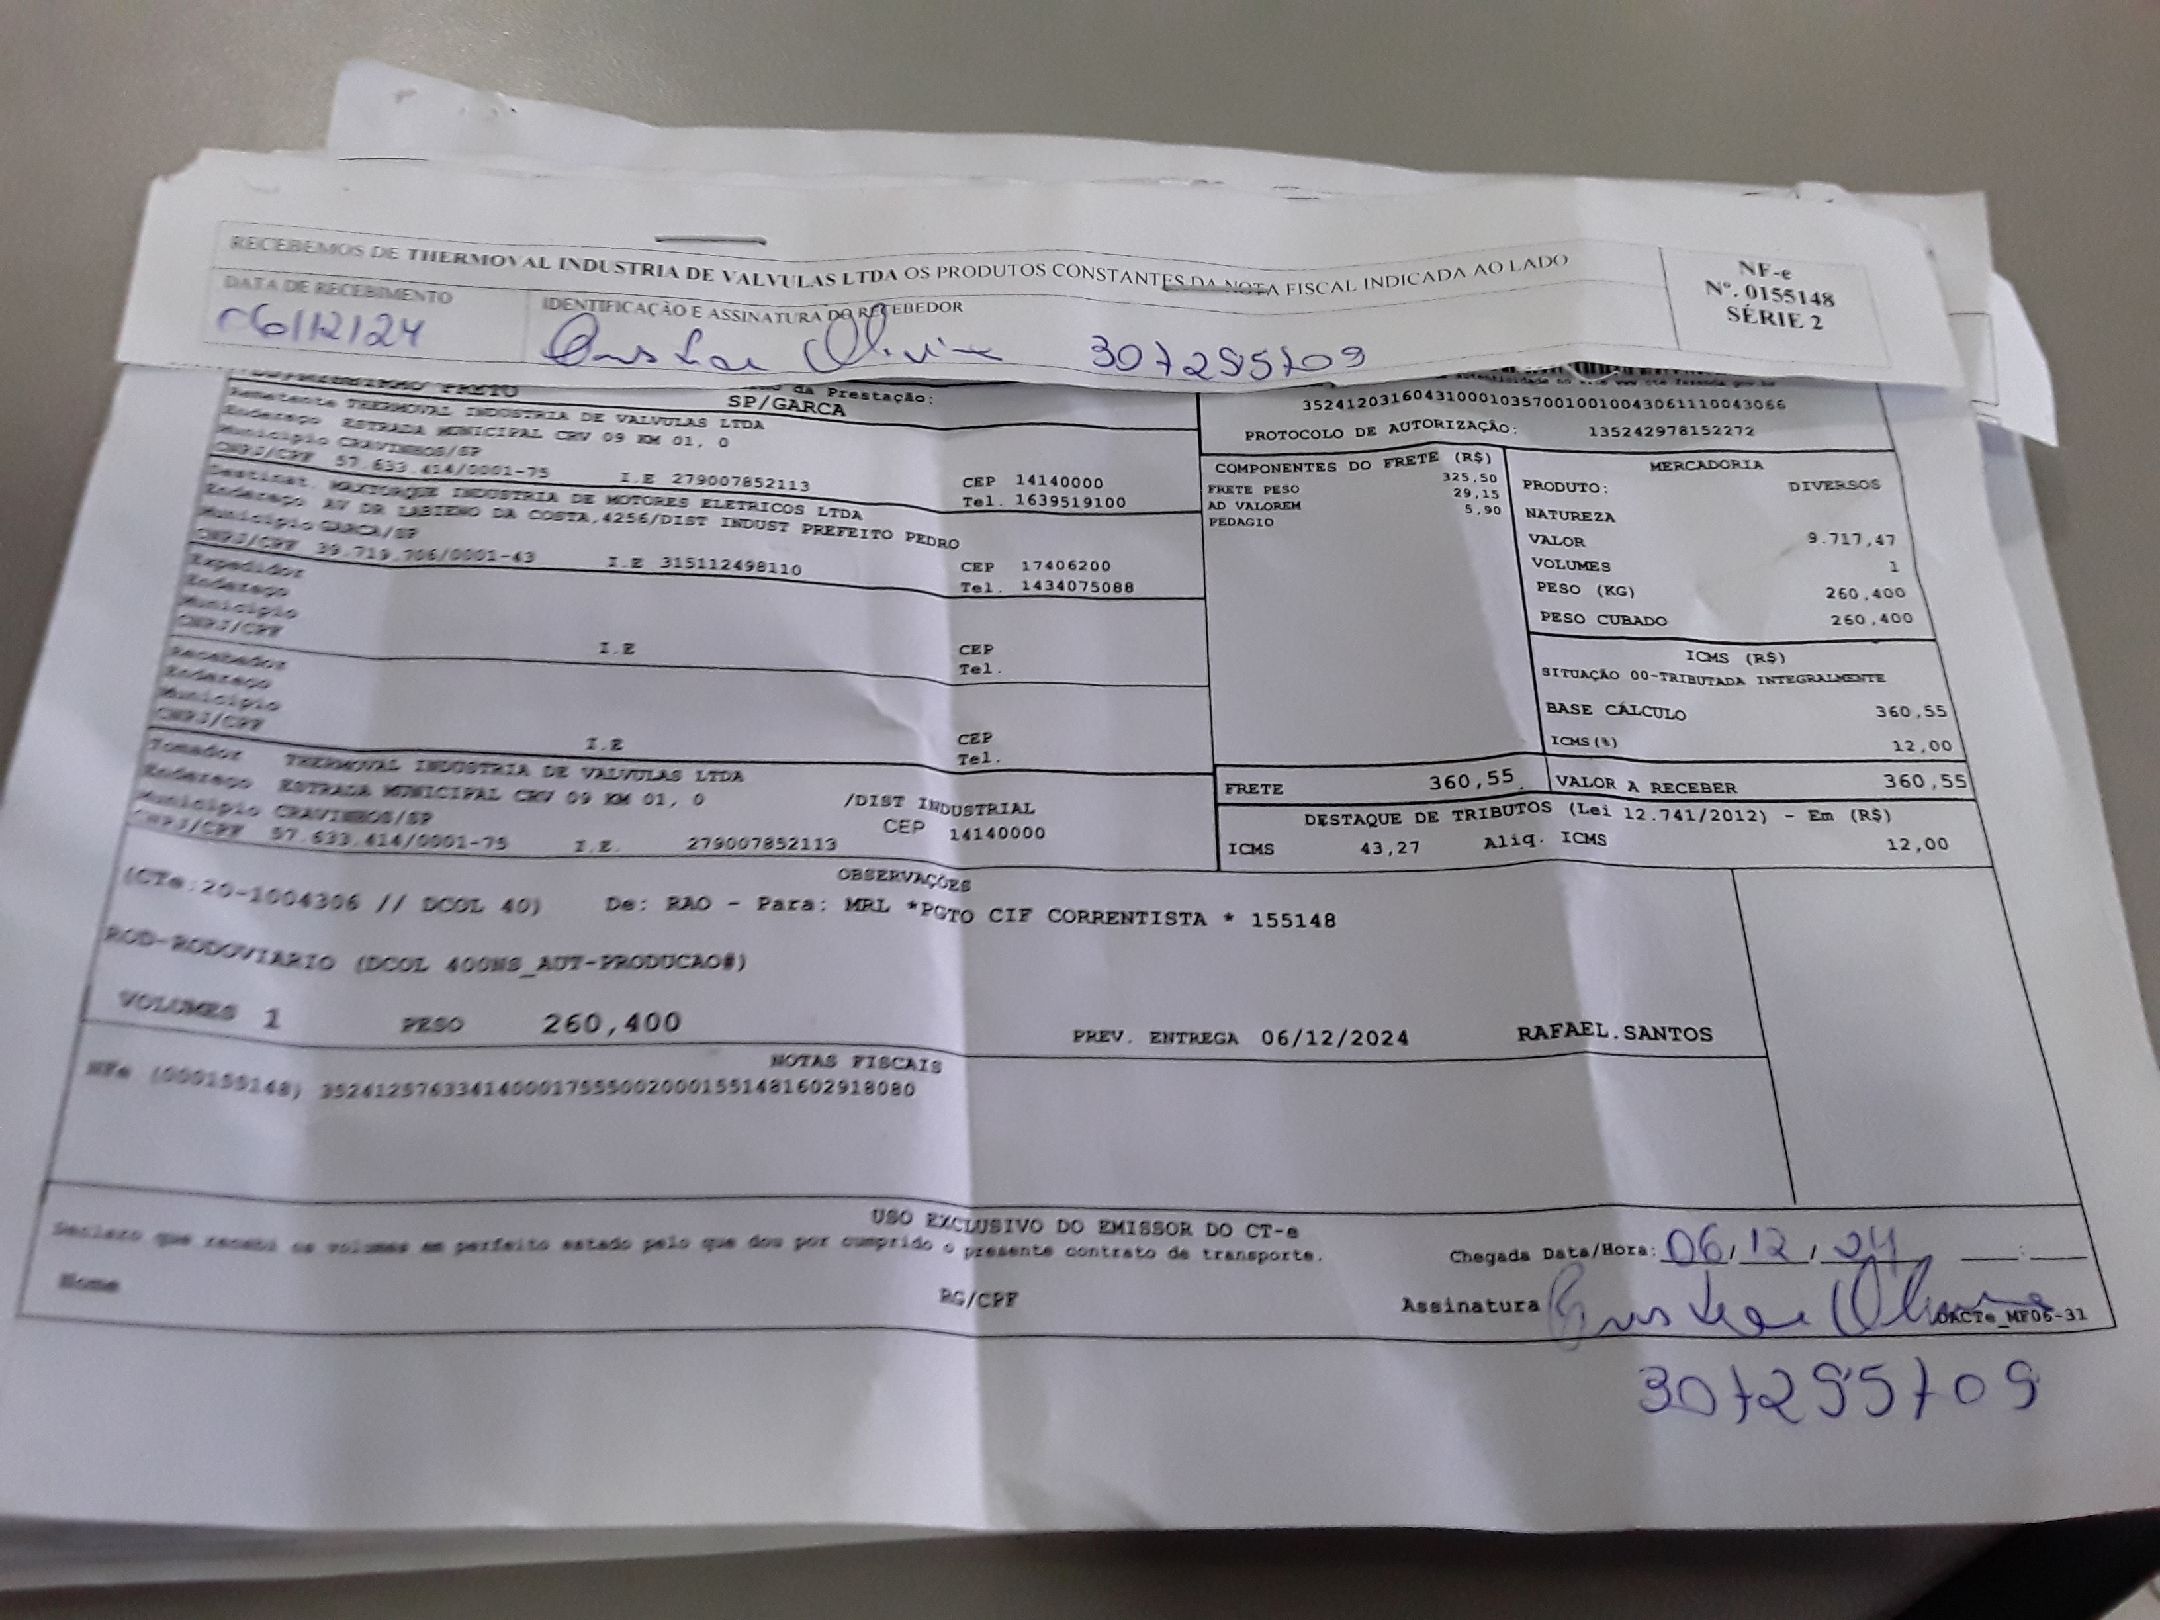 RECEBEMOS DE THERMOVAL INDUSTRIA DE VALVULAS LTDA OS PRODUTOS CONSTANTES DA NOTA FISCAL INDICADA AO LADO
NF-e
Nº. 0155148
SÉRIE 2
DATA DE RECEBIMENTO
06/12/24
IDENTIFICAÇÃO E ASSINATURA DO RECEBEDOR
307295709
PRETO
da Prestação:
SP/GARCA
Remetente THERMOVAL INDUSTRIA DE VALVULAS LTDA
Endereço ESTRADA MUNICIPAL CRV 09 KM 01, 0
Município CRAVINHOS/SP
CNPJ/CPF 57.633.414/0001-75 I.E 279007852113
CEP 14140000
Tel. 1639519100
Destinat. MAXTORQUE INDUSTRIA DE MOTORES ELETRICOS LTDA
Endereço AV DR LABIENO DA COSTA,4256/DIST INDUST PREFEITO PEDRO
Município GARCA/SP
CNPJ/CPF 39.719.706/0001-43 I.E 315112498110
CEP 17406200
Tel. 1434075088
Expedidor
Endereço
Município
CNPJ/CPF I.E
CEP
Tel.
Recebedor
Endereço
Município
CNPJ/CPF I.E
CEP
Tel.
Tomador THERMOVAL INDUSTRIA DE VALVULAS LTDA
Endereço ESTRADA MUNICIPAL CRV 09 KM 01, 0 /DIST INDUSTRIAL
Município CRAVINHOS/SP CEP 14140000
CNPJ/CPF 57.633.414/0001-75 I.E. 279007852113
35241203160431000103570010010043061110043066
PROTOCOLO DE AUTORIZAÇÃO: 135242978152272
COMPONENTES DO FRETE (R$)
FRETE PESO 325,50
AD VALOREM 29,15
PEDAGIO 5,90
MERCADORIA
PRODUTO: DIVERSOS
NATUREZA
VALOR 9.717,47
VOLUMES 1
PESO (KG) 260,400
PESO CUBADO 260,400
ICMS (R$)
SITUAÇÃO 00-TRIBUTADA INTEGRALMENTE
BASE CÁLCULO 360,55
ICMS(%) 12,00
FRETE 360,55 VALOR A RECEBER 360,55
DESTAQUE DE TRIBUTOS (Lei 12.741/2012) - Em (R$)
ICMS 43,27 Aliq. ICMS 12,00
OBSERVAÇÕES
(CTe:20-1004306 // DCOL 40) De: RAO - Para: MRL *PGTO CIF CORRENTISTA * 155148
ROD-RODOVIARIO (DCOL 400NS_AUT-PRODUCAO#)
VOLUMES 1 PESO 260,400 PREV. ENTREGA 06/12/2024 RAFAEL.SANTOS
NOTAS FISCAIS
NFe (000155148) 35241257633414000175550020001551481602918080
USO EXCLUSIVO DO EMISSOR DO CT-e
Declaro que recebi os volumes em perfeito estado pelo que dou por cumprido o presente contrato de transporte.
Chegada Data/Hora: 06/12/24 __:__
Nome RG/CPF Assinatura
DACTe_MF06-31
307295709